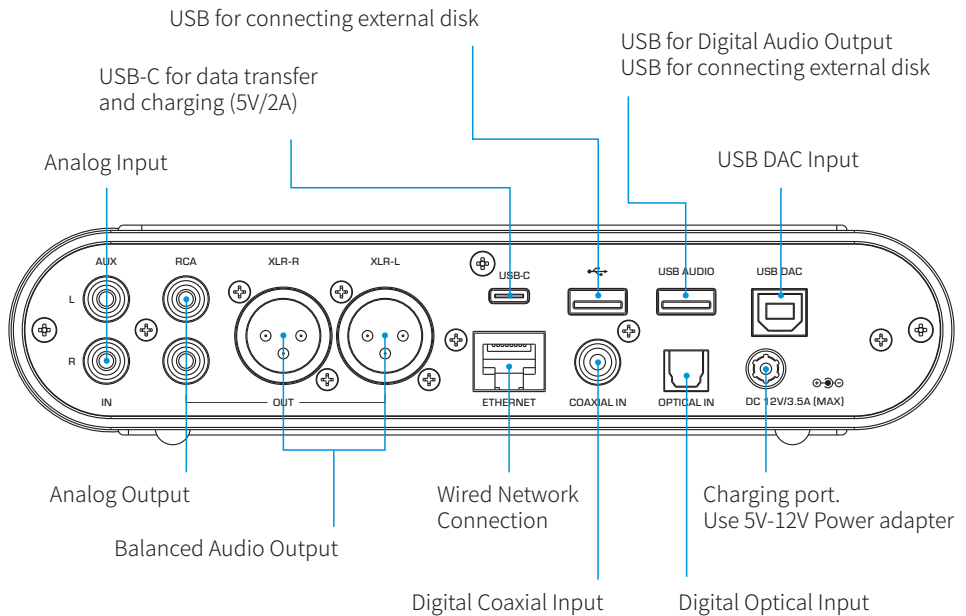 USB for connecting external disk
USB for Digital Audio Output
USB for connecting external disk
USB-C for data transfer
and charging (5V/2A)
Analog Input
USB DAC Input
AUX
RCA
XLR-R
XLR-L
USB-C
USB AUDIO
USB DAC
L
R
IN
OUT
ETHERNET
COAXIAL IN
OPTICAL IN
DC 12V/3.5A (MAX)
Analog Output
Wired Network
Connection
Charging port.
Use 5V-12V Power adapter
Balanced Audio Output
Digital Coaxial Input
Digital Optical Input